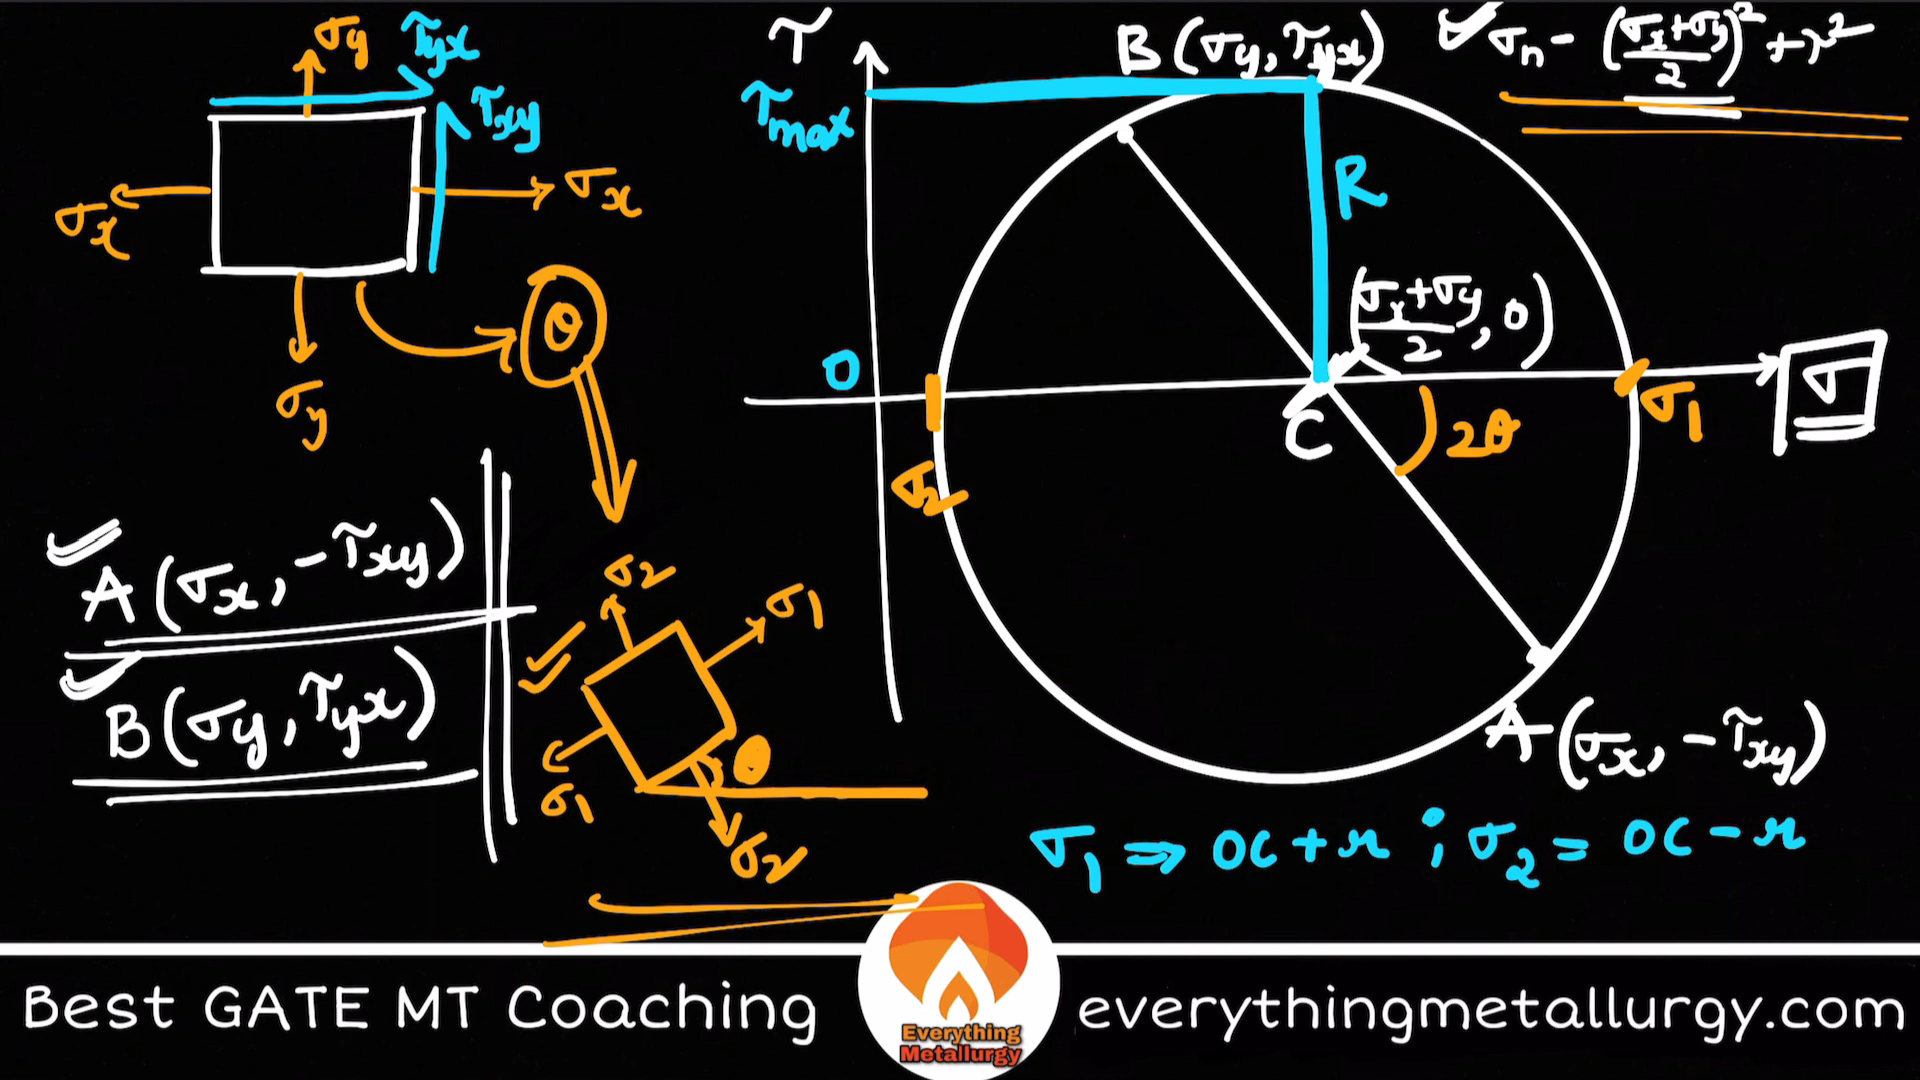 σy
τyx
τxy
σx
σx
σy
θ
A (σx, -τxy)
B (σy, τyx)
σ2
σ1
σ1
θ
σ2
τ
τmax
B (σy, τyx)
R
(σx+σy/2, 0)
0
C
2θ
σ1
σ
σ2
A (σx, -τxy)
σ1 ⇒ OC + r ; σ2 = OC - r
Best GATE MT Coaching
Everything
Metallurgy
everythingmetallurgy.com